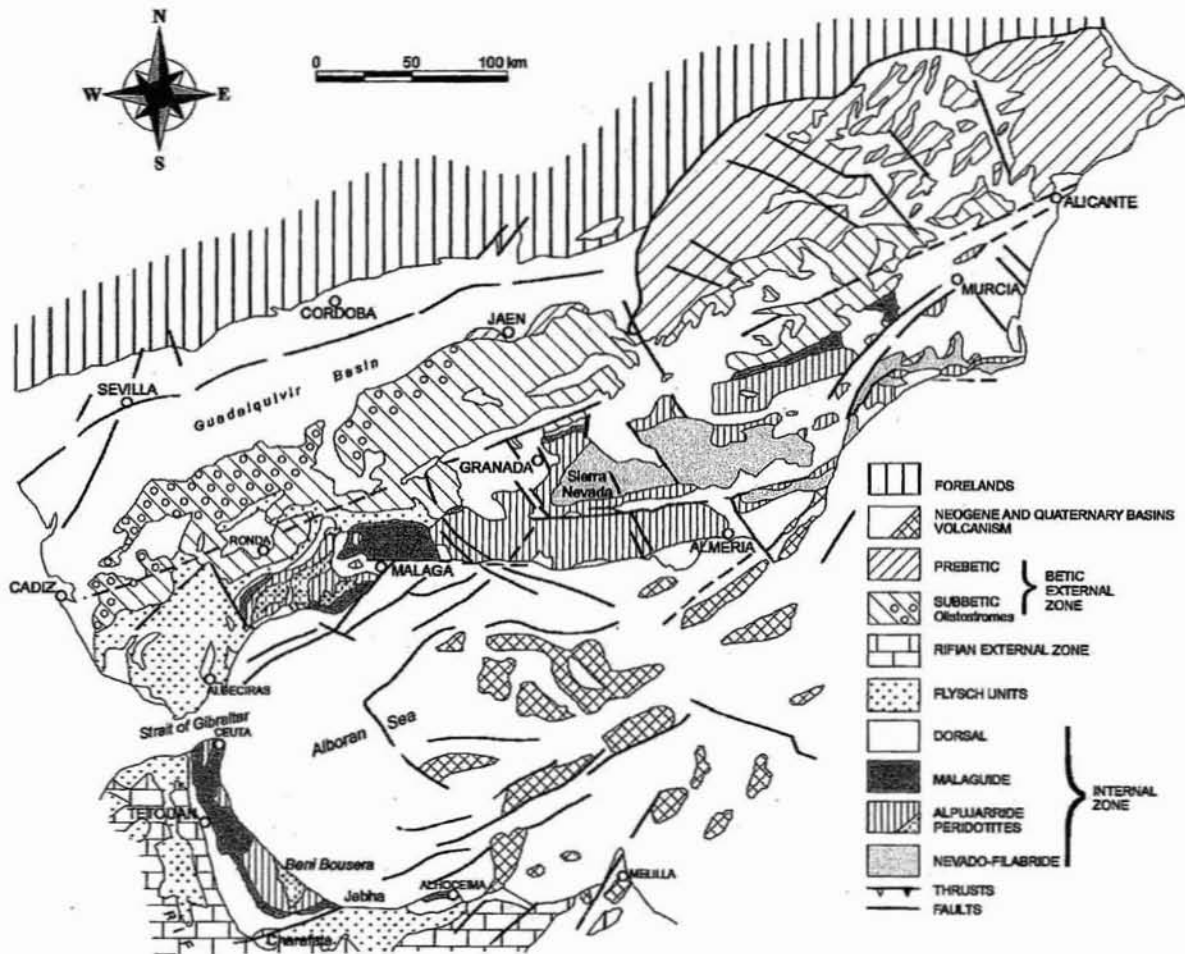 N
W E
S
0 50 100 km
ALICANTE
MURCIA
CORDOBA
JAEN
SEVILLA
Guadalquivir Basin
GRANADA
Sierra
Nevada
RONDA
MALAGA
ALMERIA
CADIZ
ALGECIRAS
Strait of Gibraltar
CEUTA
Alboran Sea
TETOUAN
Beni Bousera
Jebha
ALHOCEIMA
MELILLA
RIF
Charafate
FORELANDS
NEOGENE AND QUATERNARY BASINS
VOLCANISM
PREBETIC
SUBBETIC
Olistostromes
BETIC
EXTERNAL
ZONE
RIFIAN EXTERNAL ZONE
FLYSCH UNITS
DORSAL
MALAGUIDE
ALPUJARRIDE
PERIDOTITES
NEVADO-FILABRIDE
INTERNAL
ZONE
THRUSTS
FAULTS